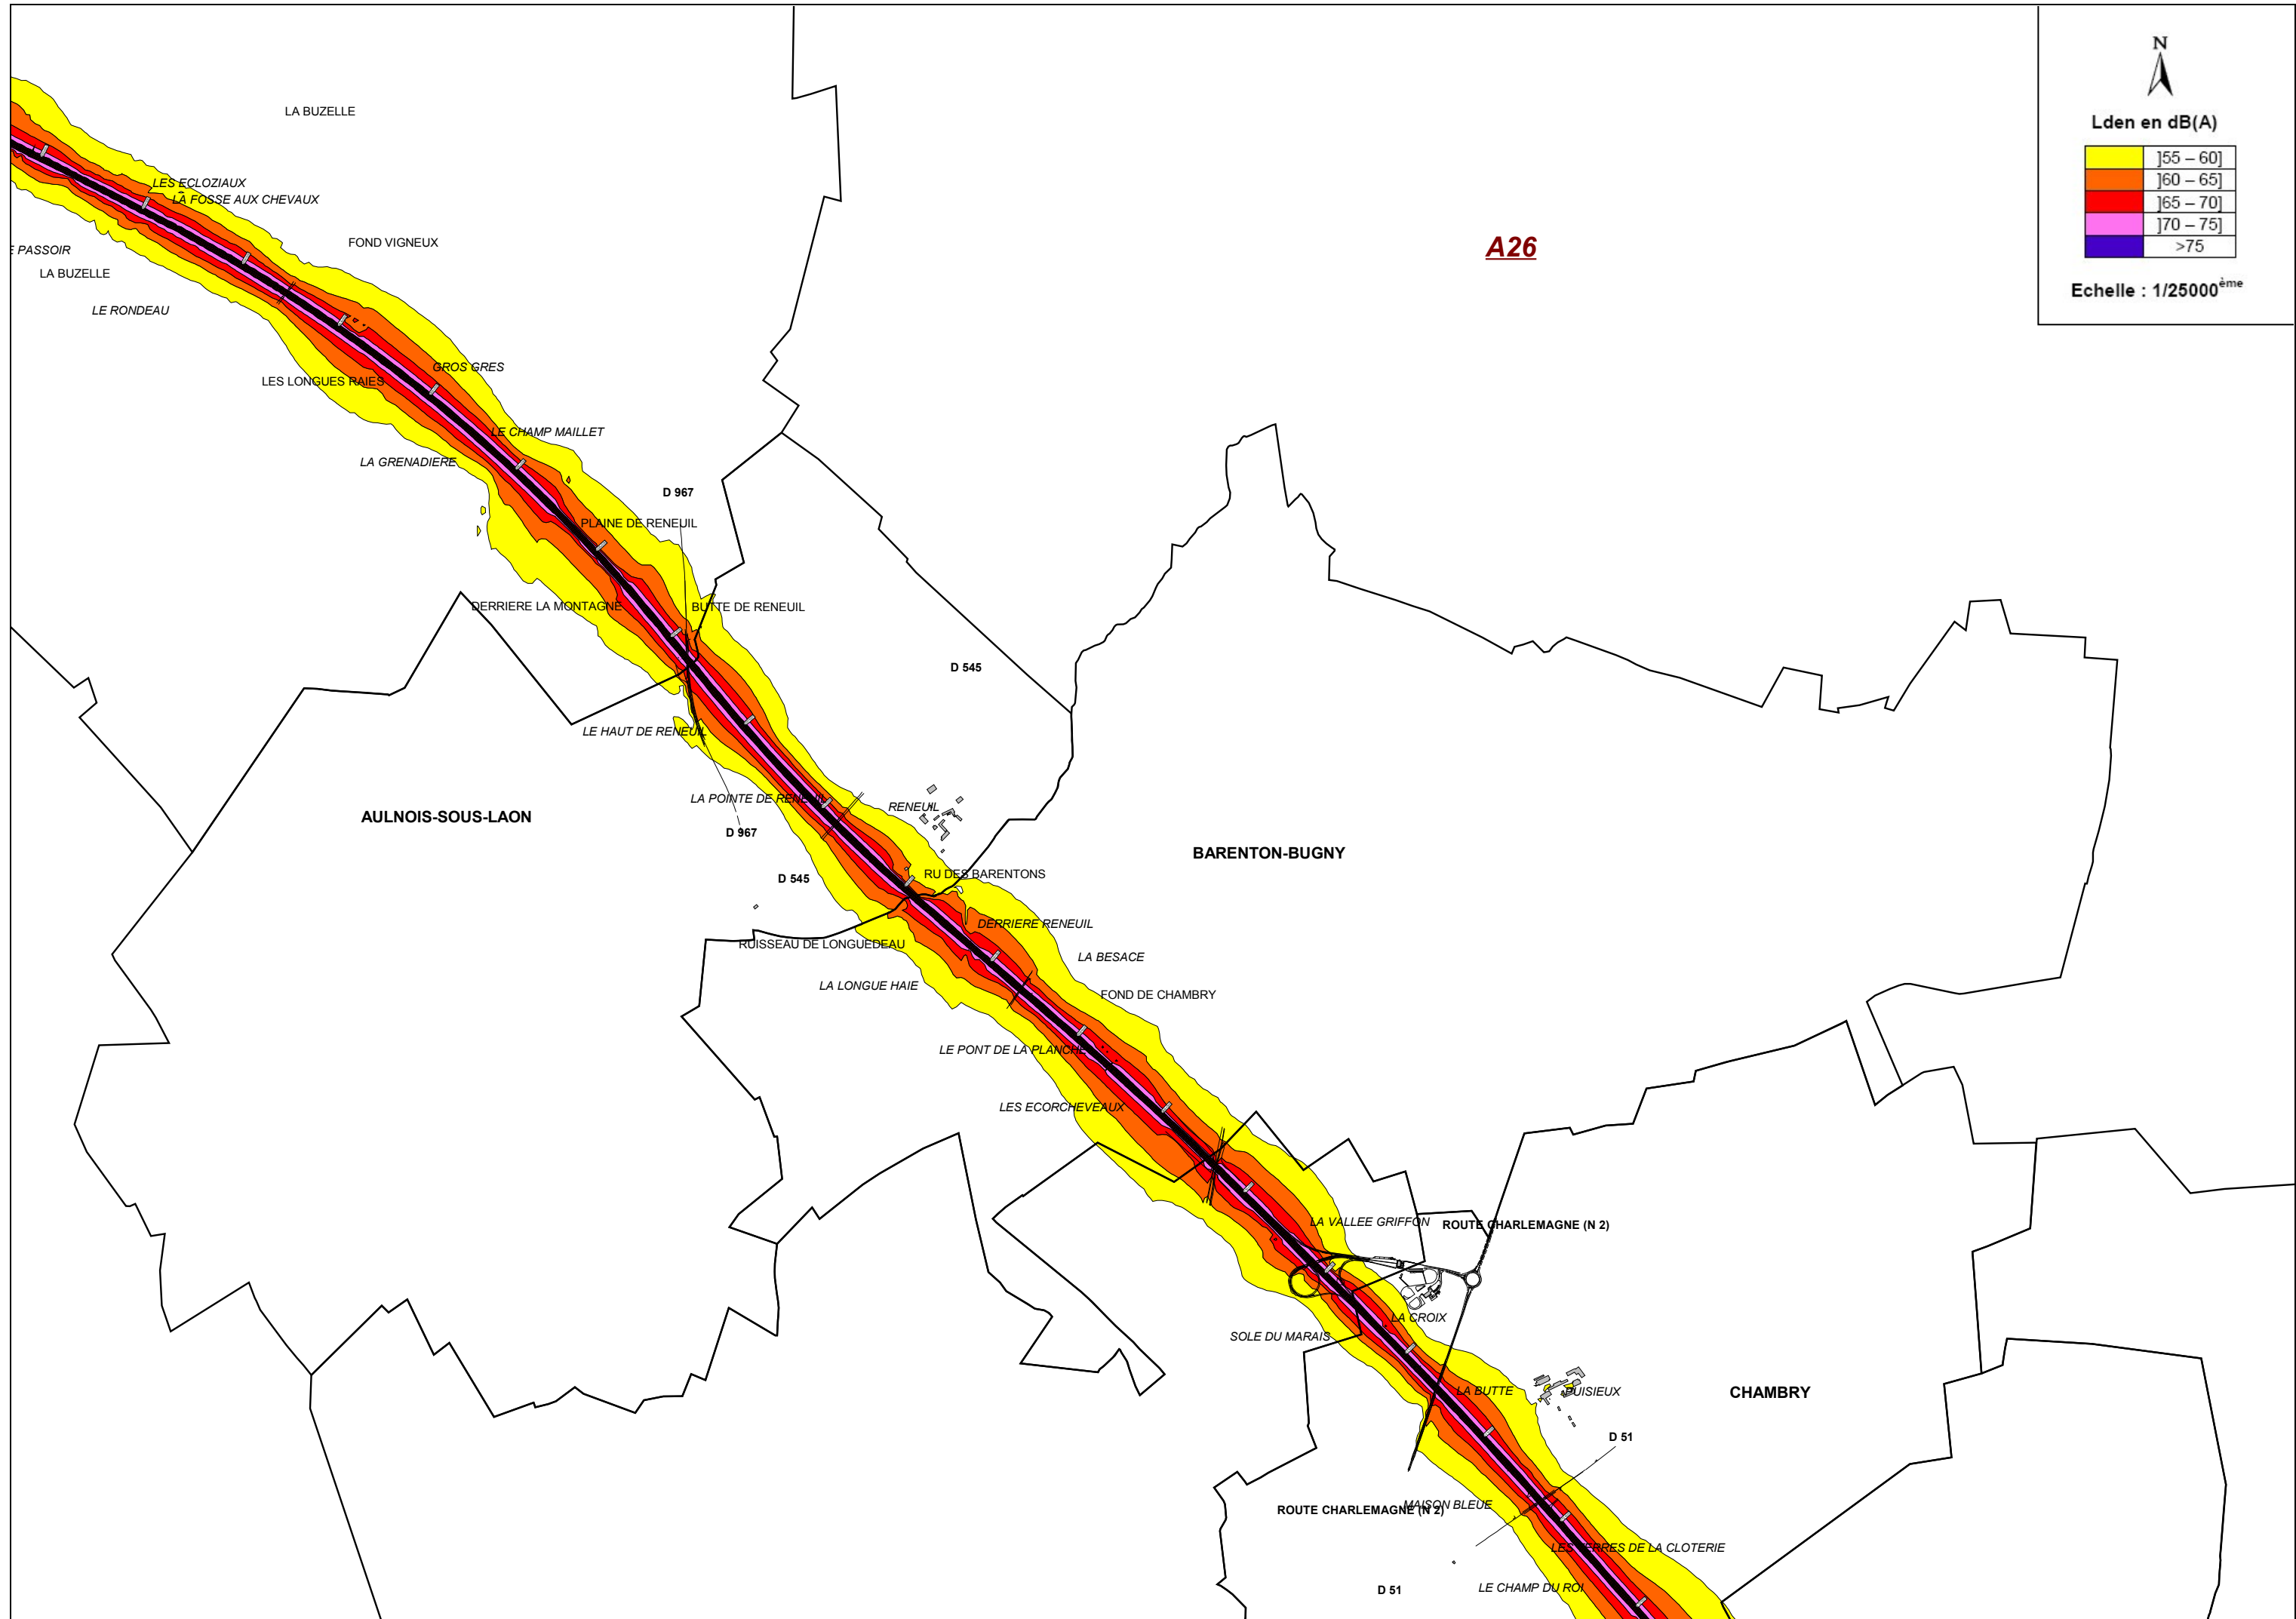 N
Lden en dB(A)
]55 – 60]
]60 – 65]
]65 – 70]
]70 – 75]
>75
Echelle : 1/25000ème
A26
LA BUZELLE
LES ECLOZIAUX
LA FOSSE AUX CHEVAUX
FOND VIGNEUX
E PASSOIR
LA BUZELLE
LE RONDEAU
GROS GRES
LES LONGUES RAIES
LE CHAMP MAILLET
LA GRENADIERE
D 967
PLAINE DE RENEUIL
DERRIERE LA MONTAGNE
BUTTE DE RENEUIL
D 545
LE HAUT DE RENEUIL
LA POINTE DE RENEUIL
RENEUIL
AULNOIS-SOUS-LAON
D 967
BARENTON-BUGNY
D 545
RU DES BARENTONS
DERRIERE RENEUIL
RUISSEAU DE LONGUEDEAU
LA BESACE
LA LONGUE HAIE
FOND DE CHAMBRY
LE PONT DE LA PLANCHE
LES ECORCHEVEAUX
LA VALLEE GRIFFON
ROUTE CHARLEMAGNE (N 2)
LA CROIX
SOLE DU MARAIS
LA BUTTE
PUISIEUX
CHAMBRY
D 51
MAISON BLEUE
ROUTE CHARLEMAGNE (N 2)
LES TERRES DE LA CLOTERIE
LE CHAMP DU ROI
D 51